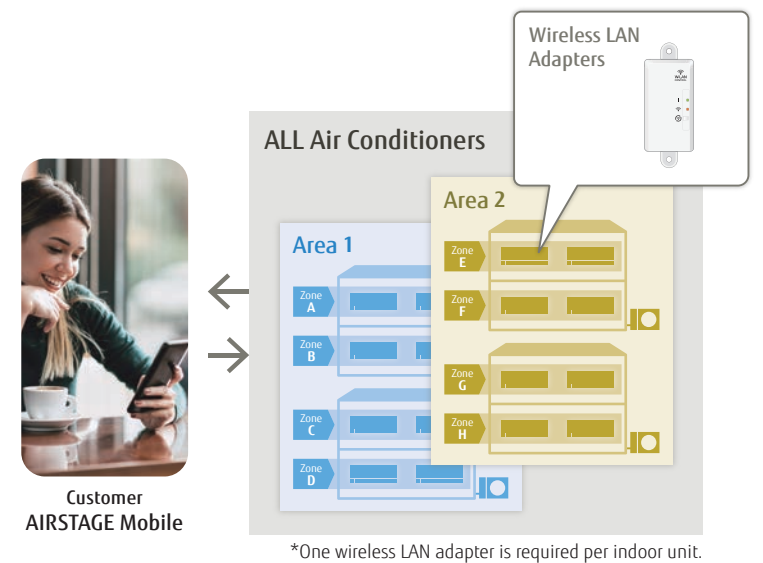 Wireless LAN
Adapters
WLAN
ALL Air Conditioners
Area 1
Zone
A
Zone
B
Zone
C
Zone
D
Area 2
Zone
E
Zone
F
Zone
G
Zone
H
Customer
AIRSTAGE Mobile
*One wireless LAN adapter is required per indoor unit.